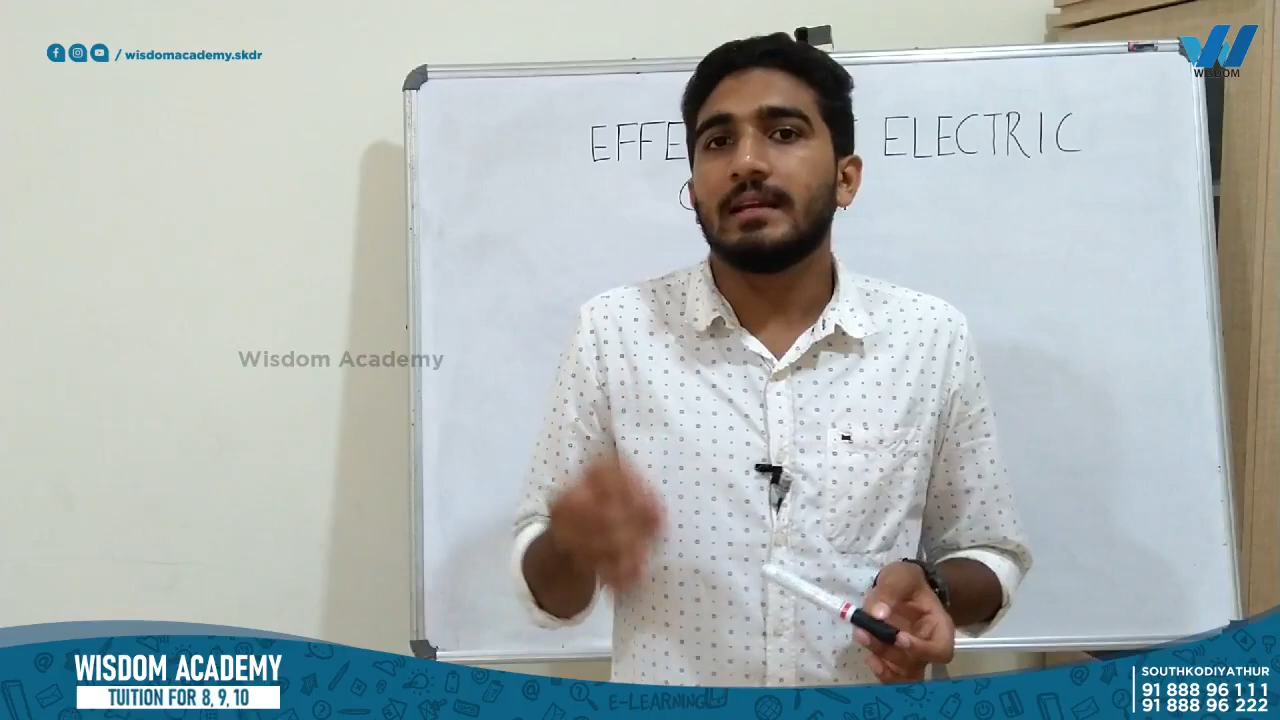 / wisdomacademy.skdr
WISDOM
ELECTRIC
Wisdom Academy
WISDOM ACADEMY
TUITION FOR 8, 9, 10
E-LEARNING
SOUTHKODIYATHUR
91 888 96 111
91 888 96 222